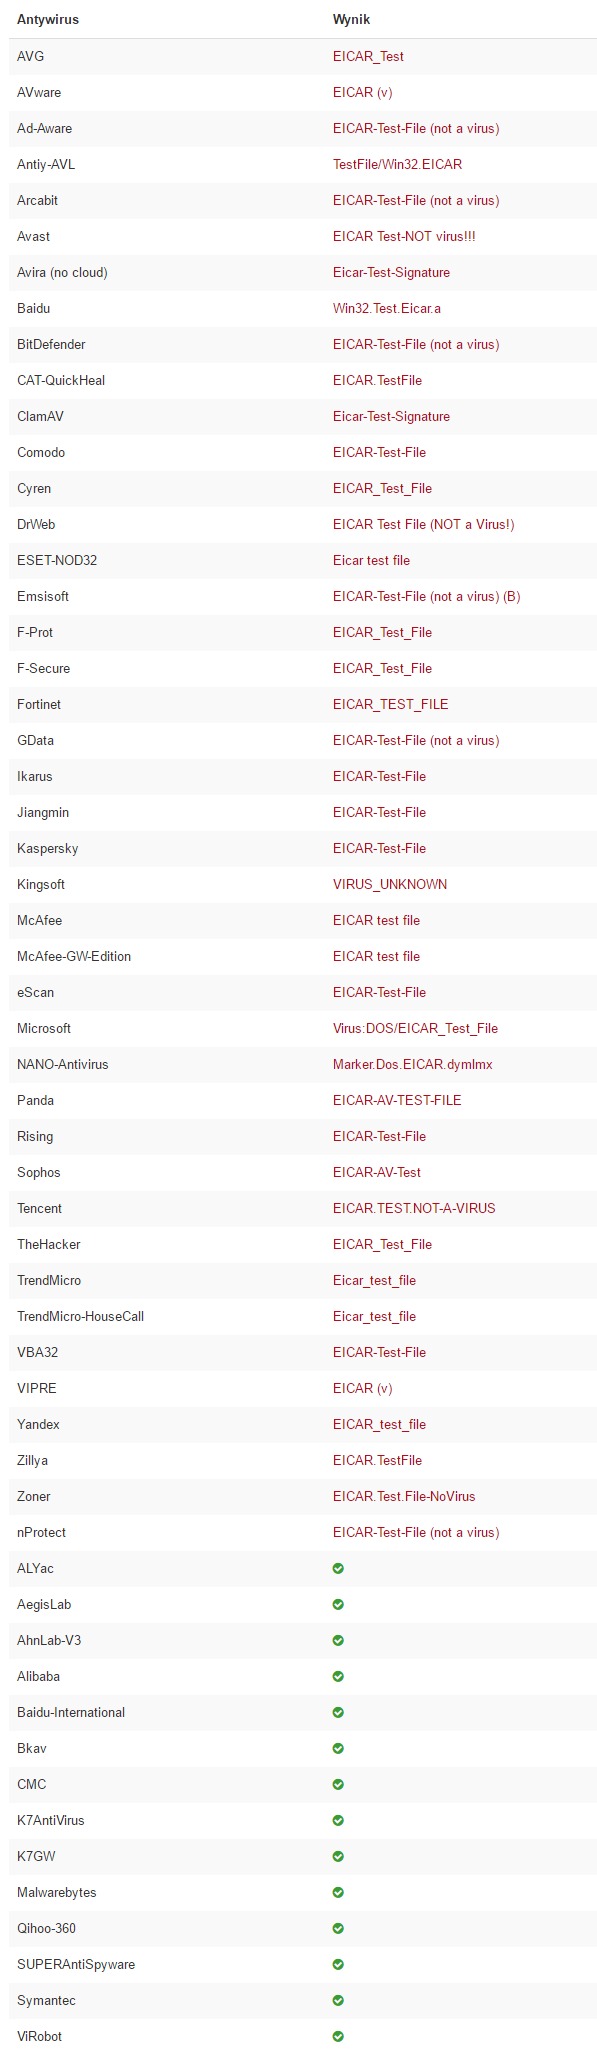 Antywirus Wynik
AVG EICAR_Test
AVware EICAR (v)
Ad-Aware EICAR-Test-File (not a virus)
Antiy-AVL TestFile/Win32.EICAR
Arcabit EICAR-Test-File (not a virus)
Avast EICAR Test-NOT virus!!!
Avira (no cloud) Eicar-Test-Signature
Baidu Win32.Test.Eicar.a
BitDefender EICAR-Test-File (not a virus)
CAT-QuickHeal EICAR.TestFile
ClamAV Eicar-Test-Signature
Comodo EICAR-Test-File
Cyren EICAR_Test_File
DrWeb EICAR Test File (NOT a Virus!)
ESET-NOD32 Eicar test file
Emsisoft EICAR-Test-File (not a virus) (B)
F-Prot EICAR_Test_File
F-Secure EICAR_Test_File
Fortinet EICAR_TEST_FILE
GData EICAR-Test-File (not a virus)
Ikarus EICAR-Test-File
Jiangmin EICAR-Test-File
Kaspersky EICAR-Test-File
Kingsoft VIRUS_UNKNOWN
McAfee EICAR test file
McAfee-GW-Edition EICAR test file
eScan EICAR-Test-File
Microsoft Virus:DOS/EICAR_Test_File
NANO-Antivirus Marker.Dos.EICAR.dymlmx
Panda EICAR-AV-TEST-FILE
Rising EICAR-Test-File
Sophos EICAR-AV-Test
Tencent EICAR.TEST.NOT-A-VIRUS
TheHacker EICAR_Test_File
TrendMicro Eicar_test_file
TrendMicro-HouseCall Eicar_test_file
VBA32 EICAR-Test-File
VIPRE EICAR (v)
Yandex EICAR_test_file
Zillya EICAR.TestFile
Zoner EICAR.Test.File-NoVirus
nProtect EICAR-Test-File (not a virus)
ALYac
AegisLab
AhnLab-V3
Alibaba
Baidu-International
Bkav
CMC
K7AntiVirus
K7GW
Malwarebytes
Qihoo-360
SUPERAntiSpyware
Symantec
ViRobot